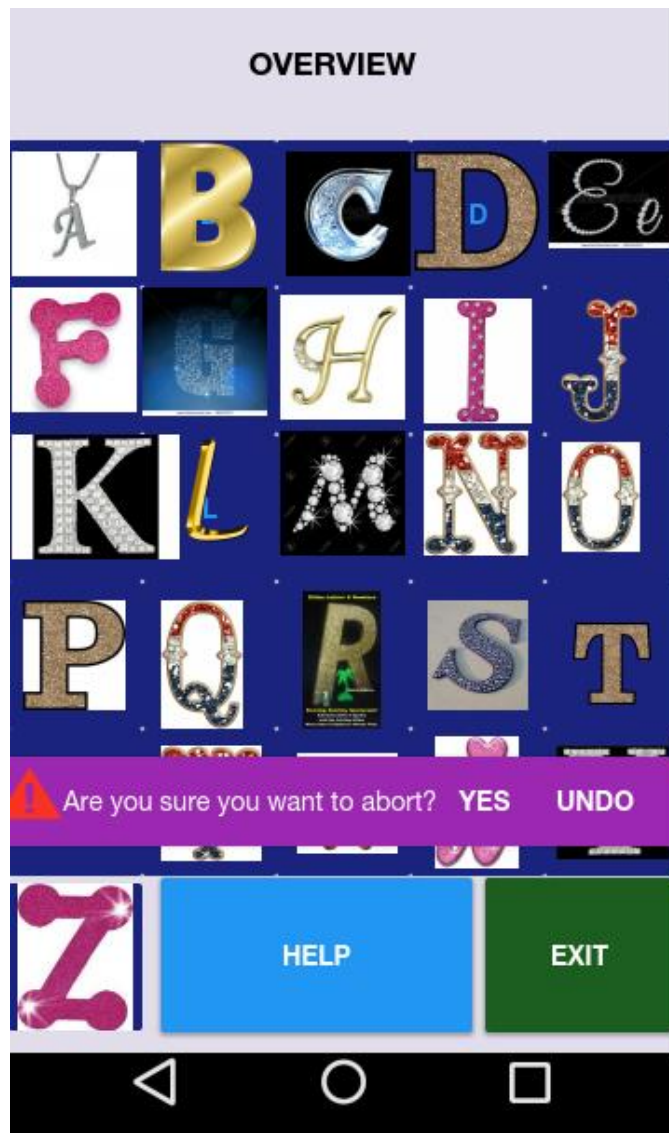 OVERVIEW
A B C D E e
F G H I J
K L M N O
P Q R S T
Are you sure you want to abort? YES UNDO
Z HELP EXIT